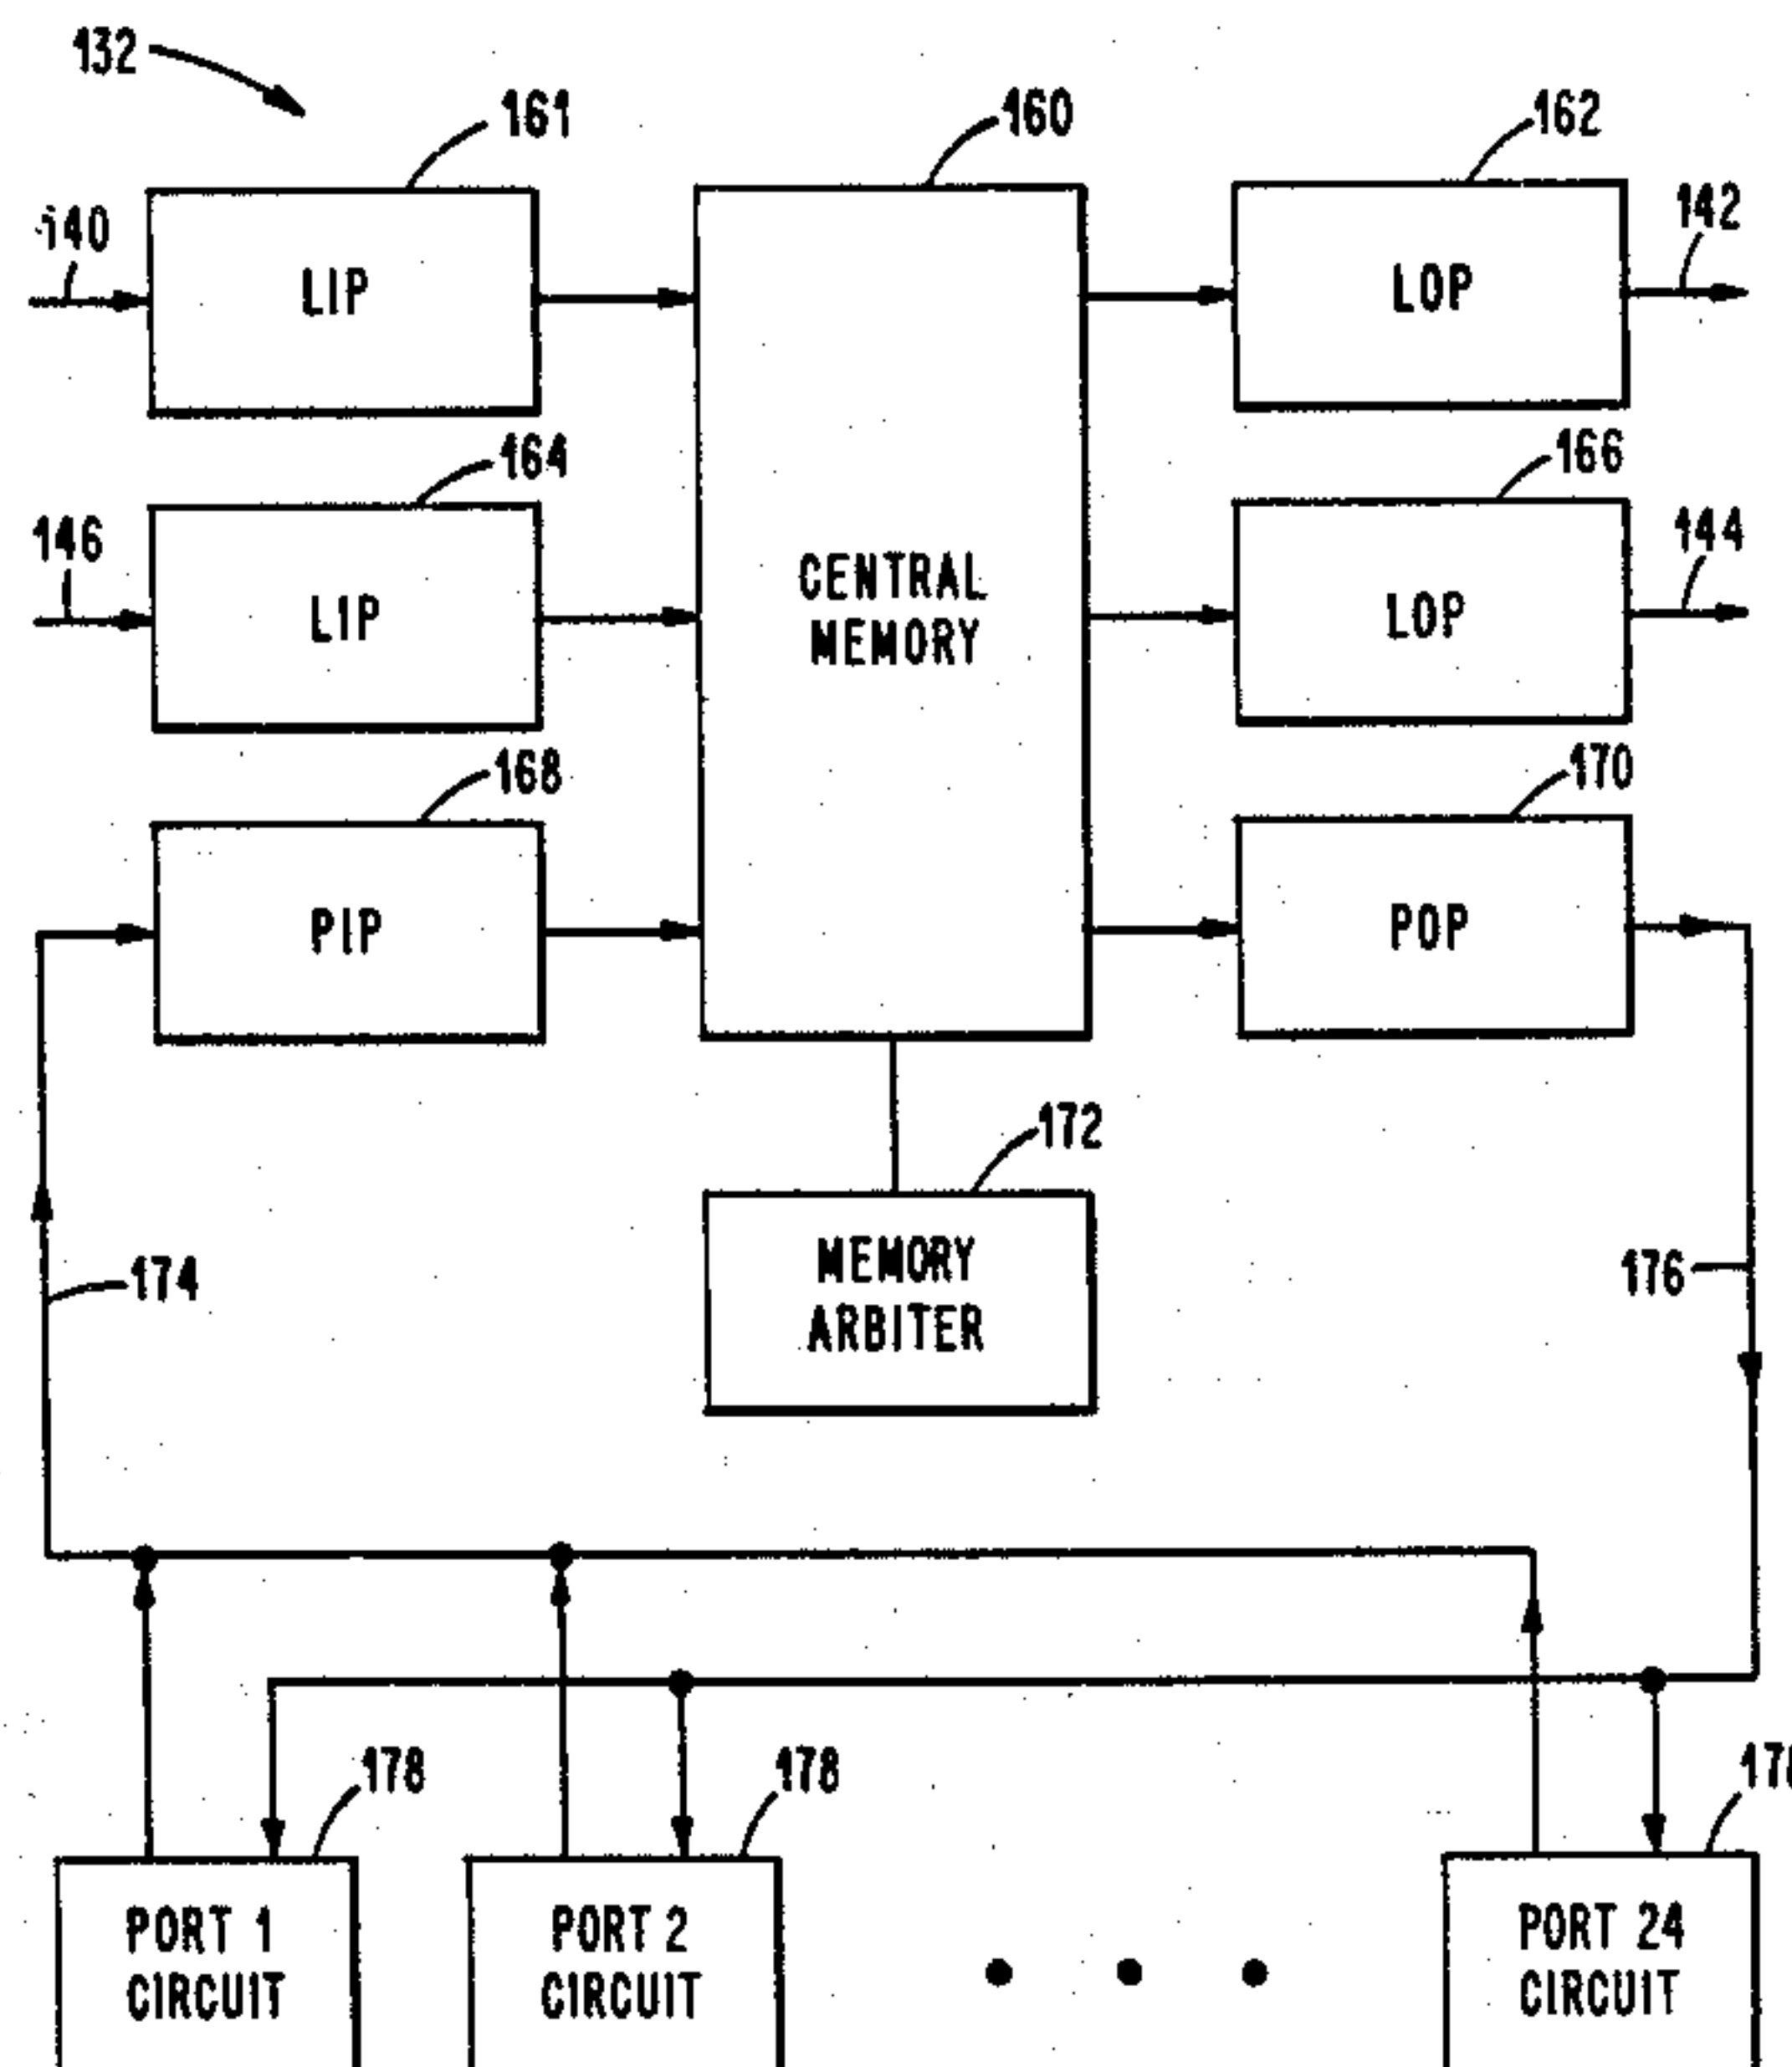 132
161
160
162
140
142
LIP
LOP
164
166
146
144
LIP
CENTRAL
MEMORY
LOP
168
170
PIP
POP
172
MEMORY
ARBITER
174
176
178
178
PORT 1
CIRCUIT
PORT 2
CIRCUIT
PORT 24
CIRCUIT